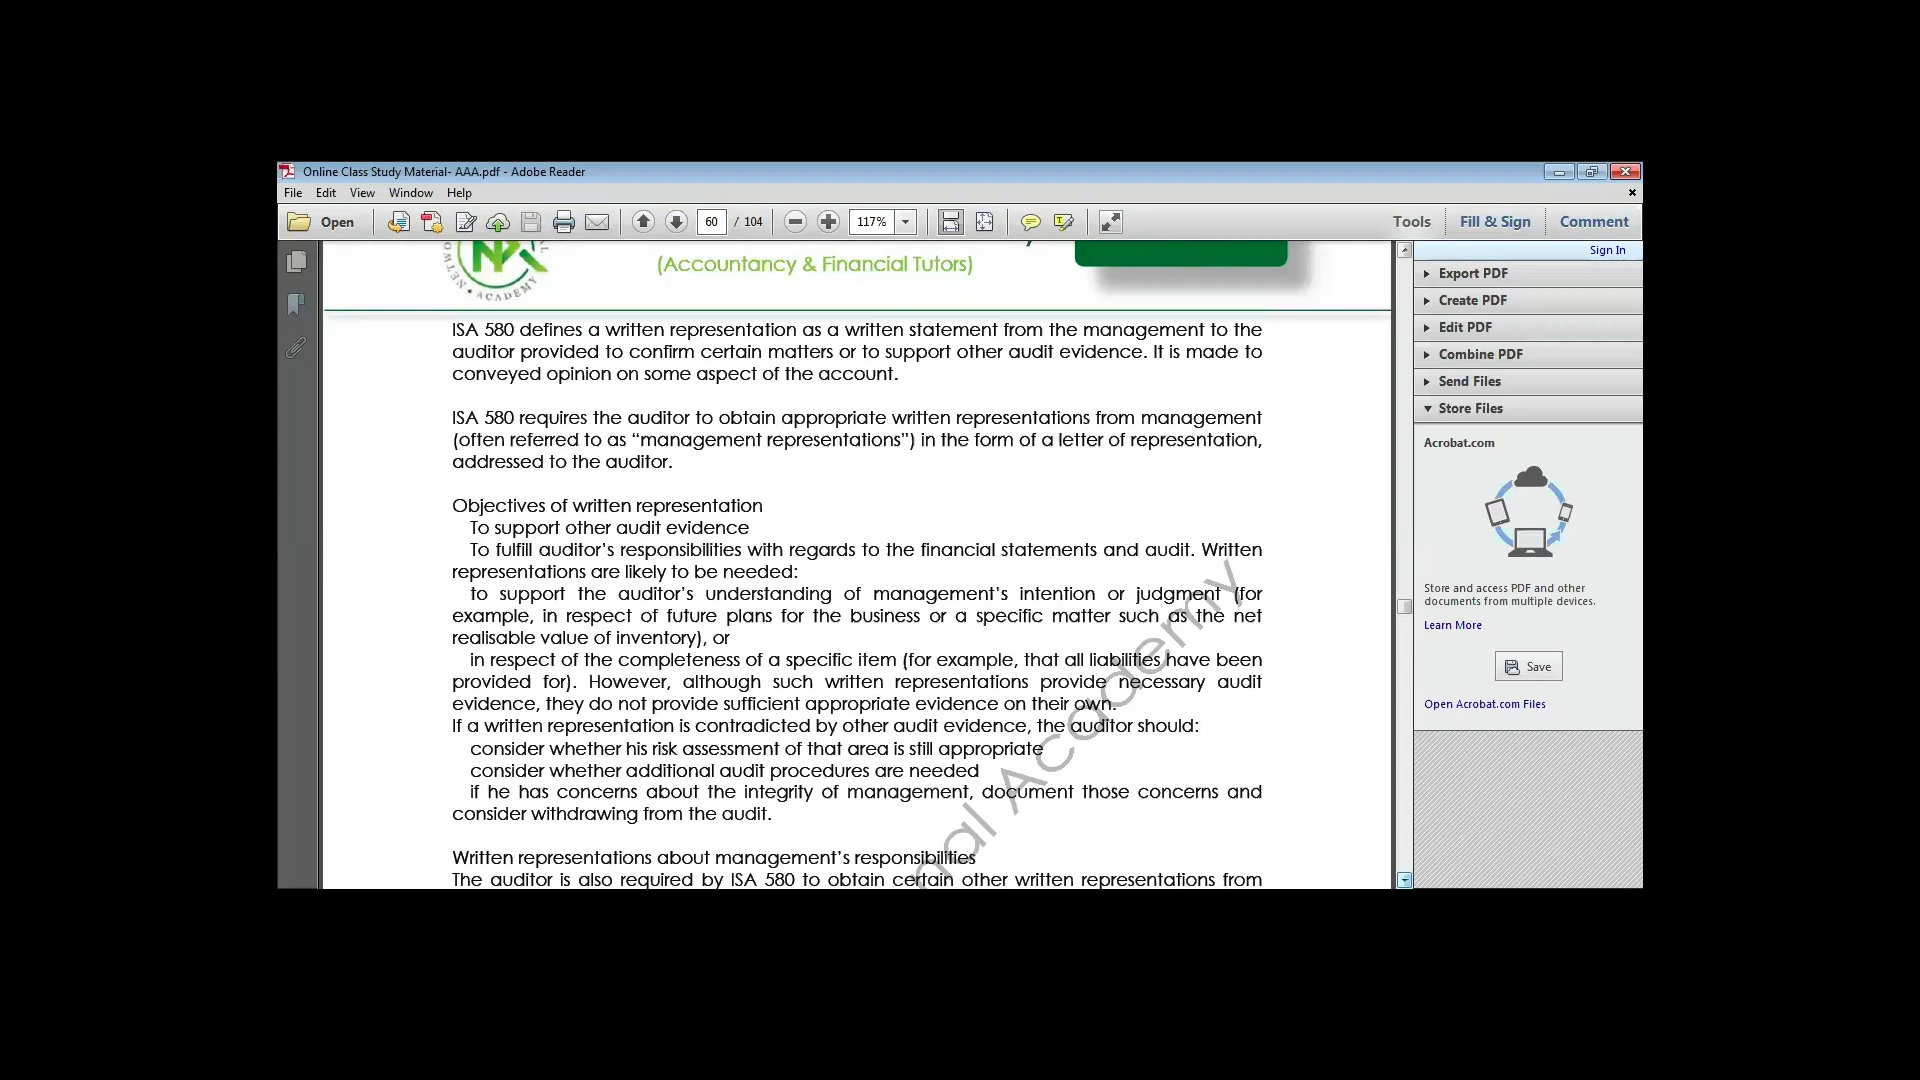 Online Class Study Material- AAA.pdf - Adobe Reader
File Edit View Window Help
Open 60 / 104 117% Tools Fill & Sign Comment
Sign In
ACADEMY
(Accountancy & Financial Tutors)
ISA 580 defines a written representation as a written statement from the management to the
auditor provided to confirm certain matters or to support other audit evidence. It is made to
conveyed opinion on some aspect of the account.
ISA 580 requires the auditor to obtain appropriate written representations from management
(often referred to as “management representations”) in the form of a letter of representation,
addressed to the auditor.
Objectives of written representation
To support other audit evidence
To fulfill auditor’s responsibilities with regards to the financial statements and audit. Written
representations are likely to be needed:
to support the auditor’s understanding of management’s intention or judgment (for
example, in respect of future plans for the business or a specific matter such as the net
realisable value of inventory), or
in respect of the completeness of a specific item (for example, that all liabilities have been
provided for). However, although such written representations provide necessary audit
evidence, they do not provide sufficient appropriate evidence on their own.
If a written representation is contradicted by other audit evidence, the auditor should:
consider whether his risk assessment of that area is still appropriate
consider whether additional audit procedures are needed
if he has concerns about the integrity of management, document those concerns and
consider withdrawing from the audit.
Written representations about management’s responsibilities
The auditor is also required by ISA 580 to obtain certain other written representations from
nal Academy
Export PDF
Create PDF
Edit PDF
Combine PDF
Send Files
Store Files
Acrobat.com
Store and access PDF and other
documents from multiple devices.
Learn More
Save
Open Acrobat.com Files